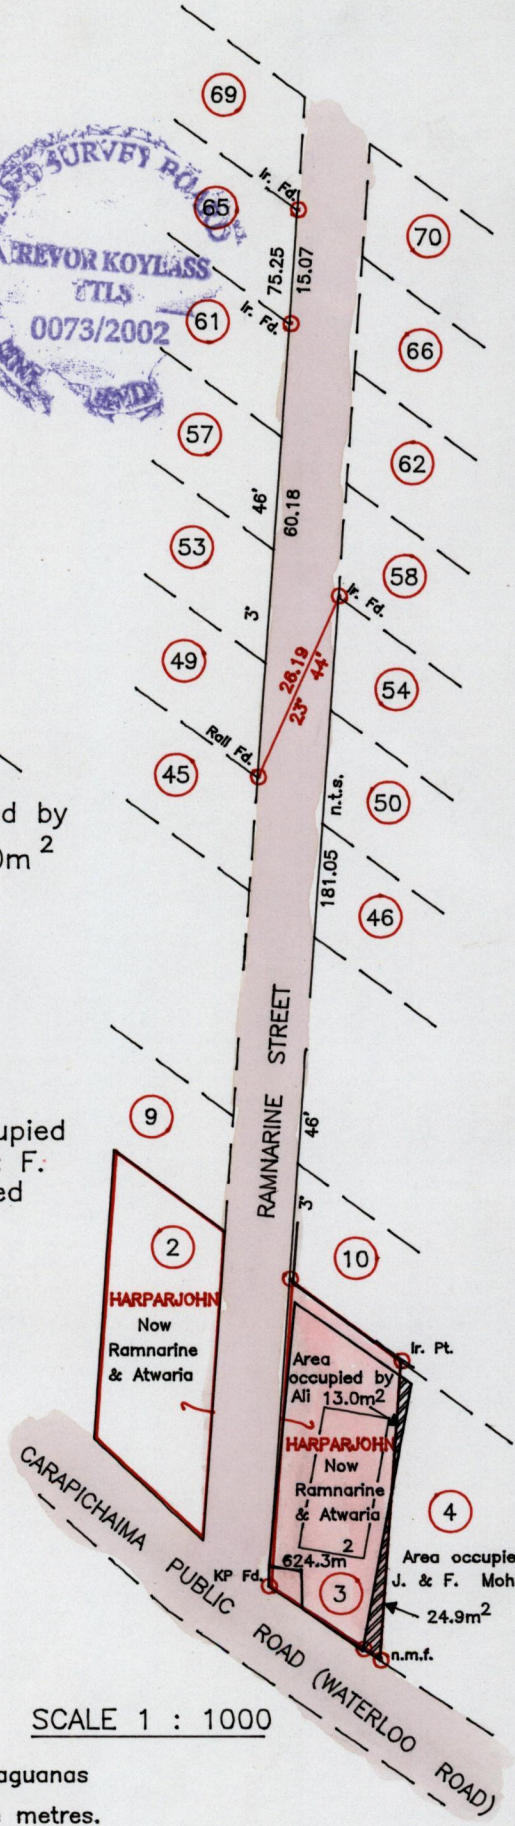 69
Ir. Fd.
SURVEY BO
65
TREVOR KOYLASS
TTLS
0073/2002
75.25
15.07
70
61
Ir. Fd.
66
57
62
46'
60.18
53
58
Ir. Fd.
3°
49
26.19
23° 44'
54
Rail Fd.
45
n.t.s.
50
d by
0m²
181.05
46
RAMNARINE STREET
46'
9
upied
F.
ed
3°
2
10
HARPARJOHN
Now
Ramnarine
& Atwaria
Ir. Pt.
Area
occupied by
Ali 13.0m²
HARPARJOHN
Now
Ramnarine
& Atwaria
624.3m²
4
3
KP Fd.
Area occupie
J. & F. Moh
24.9m²
n.m.f.
CARAPICHAIMA PUBLIC ROAD (WATERLOO ROAD)
SCALE 1 : 1000
aguanas
metres.